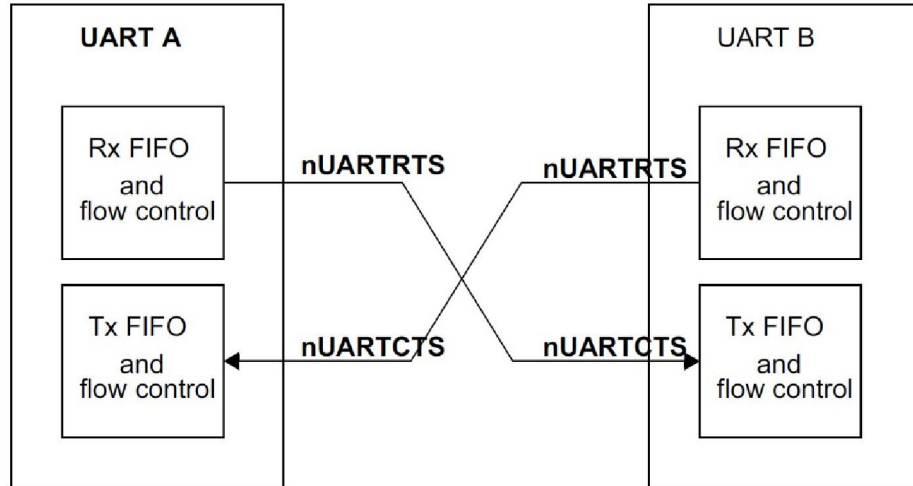 UART A
UART B
Rx FIFO
and
flow control
nUARTRTS
nUARTRTS
Rx FIFO
and
flow control
Tx FIFO
and
flow control
nUARTCTS
nUARTCTS
Tx FIFO
and
flow control